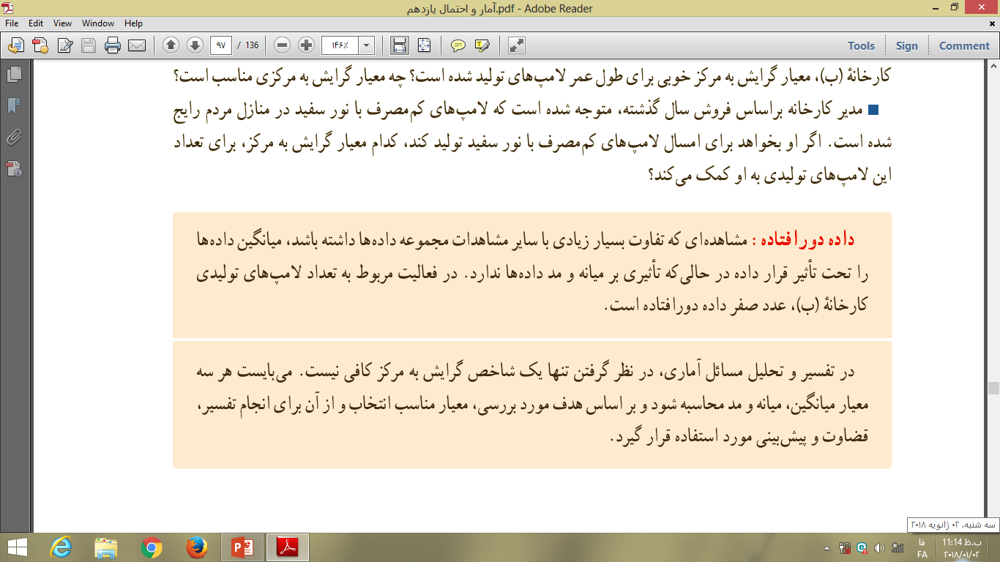 آمار و احتمال یازدهم.pdf - Adobe Reader
File Edit View Window Help
۹۷ / 136 ۱۴۶٪ Tools Sign Comment
کارخانهٔ (ب)، معیار گرایش به مرکز خوبی برای طول عمر لامپ‌های تولید شده است؟ چه معیار گرایش به مرکزی مناسب است؟
مدیر کارخانه براساس فروش سال گذشته، متوجه شده است که لامپ‌های کم‌مصرف با نور سفید در منازل مردم رایج
شده است. اگر او بخواهد برای امسال لامپ‌های کم‌مصرف با نور سفید تولید کند، کدام معیار گرایش به مرکز، برای تعداد
این لامپ‌های تولیدی به او کمک می‌کند؟
داده دورافتاده : مشاهده‌ای که تفاوت بسیار زیادی با سایر مشاهدات مجموعه داده‌ها داشته باشد، میانگین داده‌ها
را تحت تأثیر قرار داده در حالی‌که تأثیری بر میانه و مد داده‌ها ندارد. در فعالیت مربوط به تعداد لامپ‌های تولیدی
کارخانهٔ (ب)، عدد صفر داده دورافتاده است.
در تفسیر و تحلیل مسائل آماری، در نظر گرفتن تنها یک شاخص گرایش به مرکز کافی نیست. می‌بایست هر سه
معیار میانگین، میانه و مد محاسبه شود و بر اساس هدف مورد بررسی، معیار مناسب انتخاب و از آن برای انجام تفسیر،
قضاوت و پیش‌بینی مورد استفاده قرار گیرد.
سه شنبه، ۰۲ ژانویه ۲۰۱۸
فا 11:14 ب.ظ
FA ۲۰۱۸/۰۱/۰۲